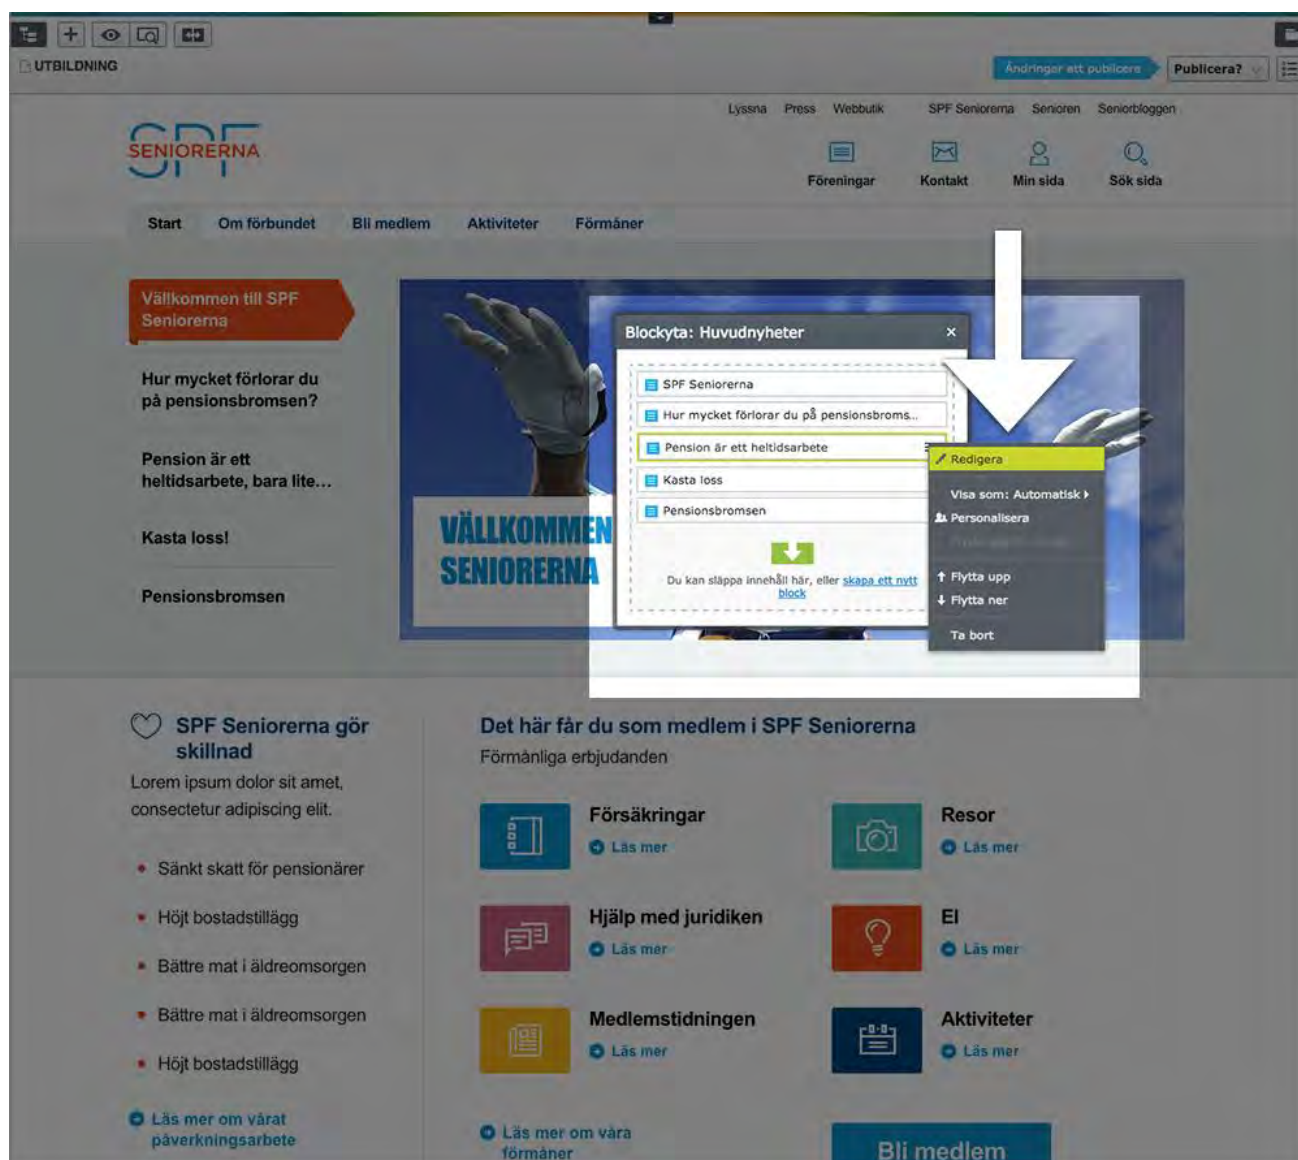 UTBILDNING
Ändringar att publicera
Publicera?
Lyssna Press Webbutik SPF Seniorerna Senioren Seniorbloggen
SPF
SENIORERNA
Föreningar Kontakt Min sida Sök sida
Start Om förbundet Bli medlem Aktiviteter Förmåner
Vällkommen till SPF
Seniorerna
Hur mycket förlorar du
på pensionsbromsen?
Pension är ett
heltidsarbete, bara lite…
Kasta loss!
Pensionsbromsen
VÄLLKOMMEN
SENIORERNA
Blockyta: Huvudnyheter ×
SPF Seniorerna
Hur mycket förlorar du på pensionsbroms...
Pension är ett heltidsarbete
Kasta loss
Pensionsbromsen
Du kan släppa innehåll här, eller skapa ett nytt
block
Redigera
Visa som: Automatisk
Personalisera
Flytta upp
Flytta ner
Ta bort
SPF Seniorerna gör
skillnad
Lorem ipsum dolor sit amet,
consectetur adipiscing elit.
• Sänkt skatt för pensionärer
• Höjt bostadstillägg
• Bättre mat i äldreomsorgen
• Bättre mat i äldreomsorgen
• Höjt bostadstillägg
Läs mer om vårat
påverkningsarbete
Det här får du som medlem i SPF Seniorerna
Förmånliga erbjudanden
Försäkringar
Läs mer
Resor
Läs mer
Hjälp med juridiken
Läs mer
El
Läs mer
Medlemstidningen
Läs mer
Aktiviteter
Läs mer
Läs mer om våra
förmåner
Bli medlem